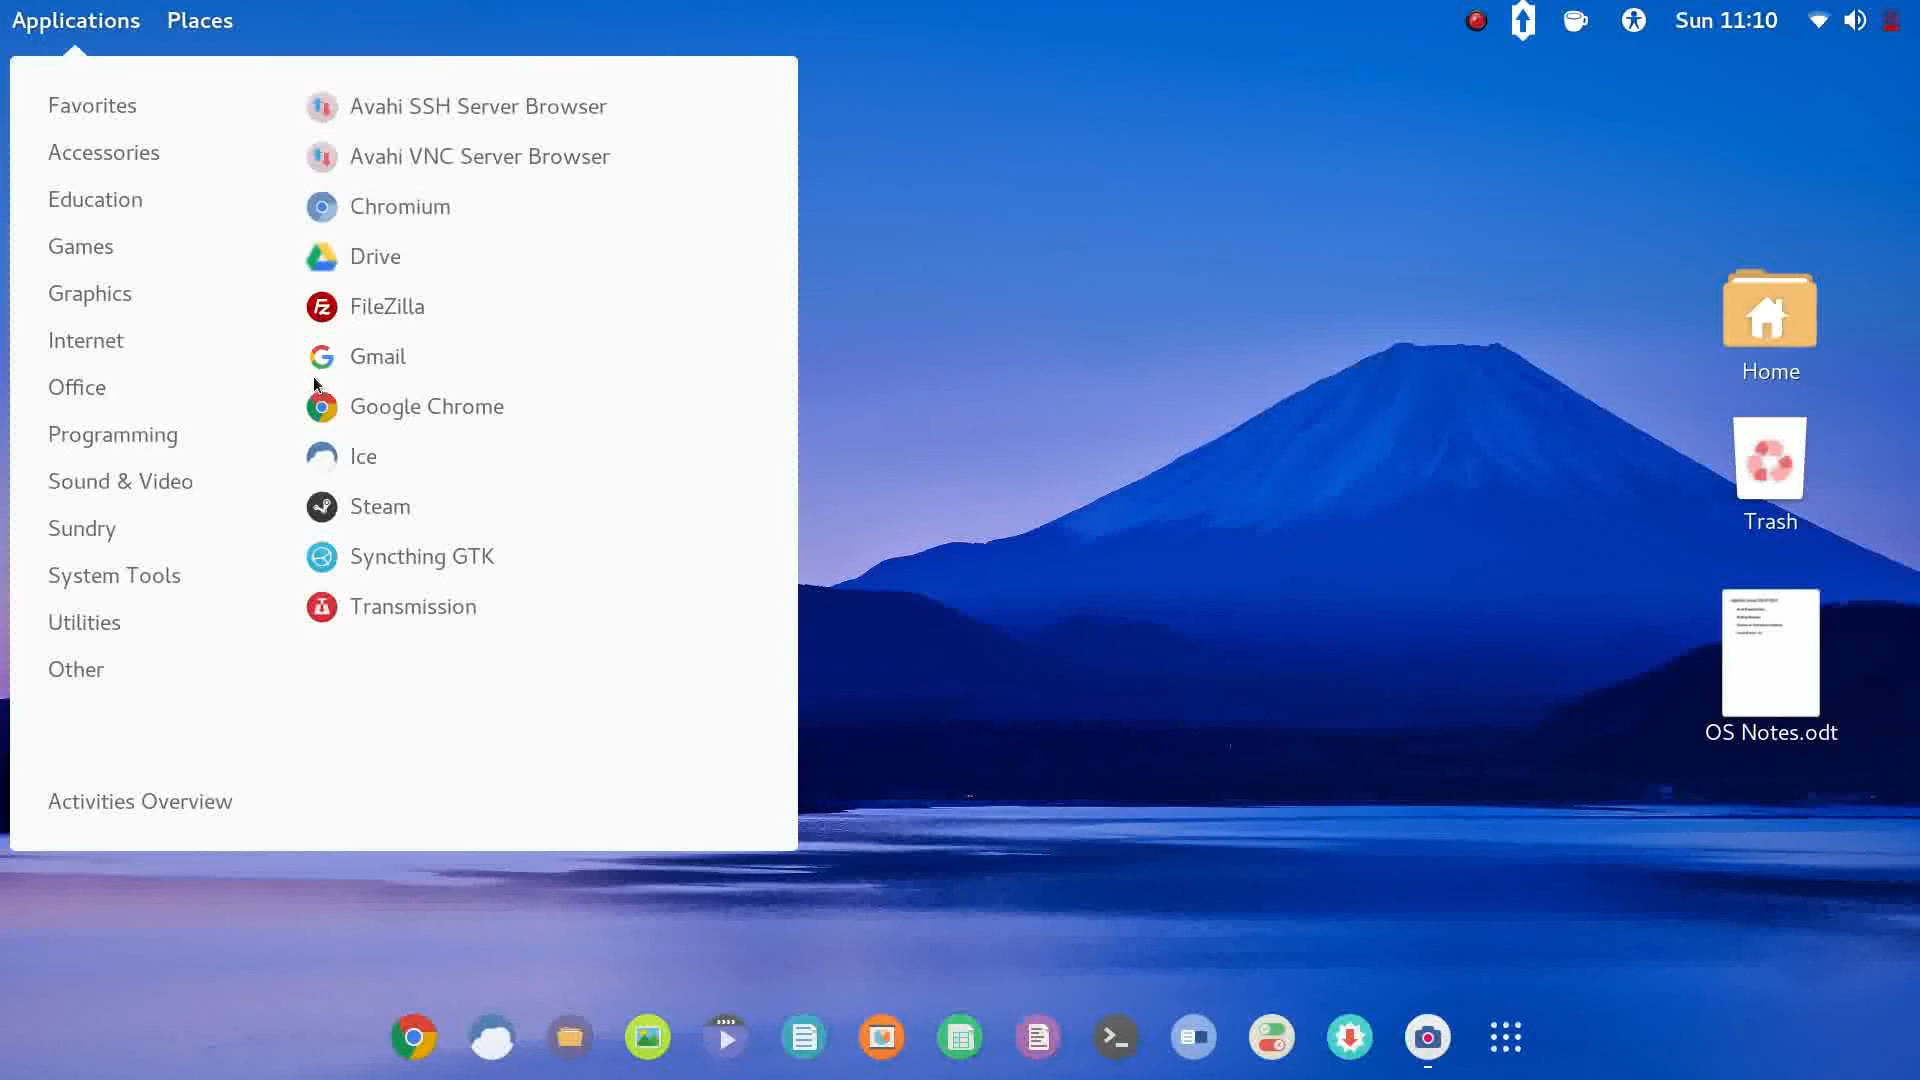 Applications Places Sun 11:10
Favorites
Accessories
Education
Games
Graphics
Internet
Office
Programming
Sound & Video
Sundry
System Tools
Utilities
Other
Activities Overview
Avahi SSH Server Browser
Avahi VNC Server Browser
Chromium
Drive
FileZilla
Gmail
Google Chrome
Ice
Steam
Syncthing GTK
Transmission
Home
Trash
OS Notes.odt